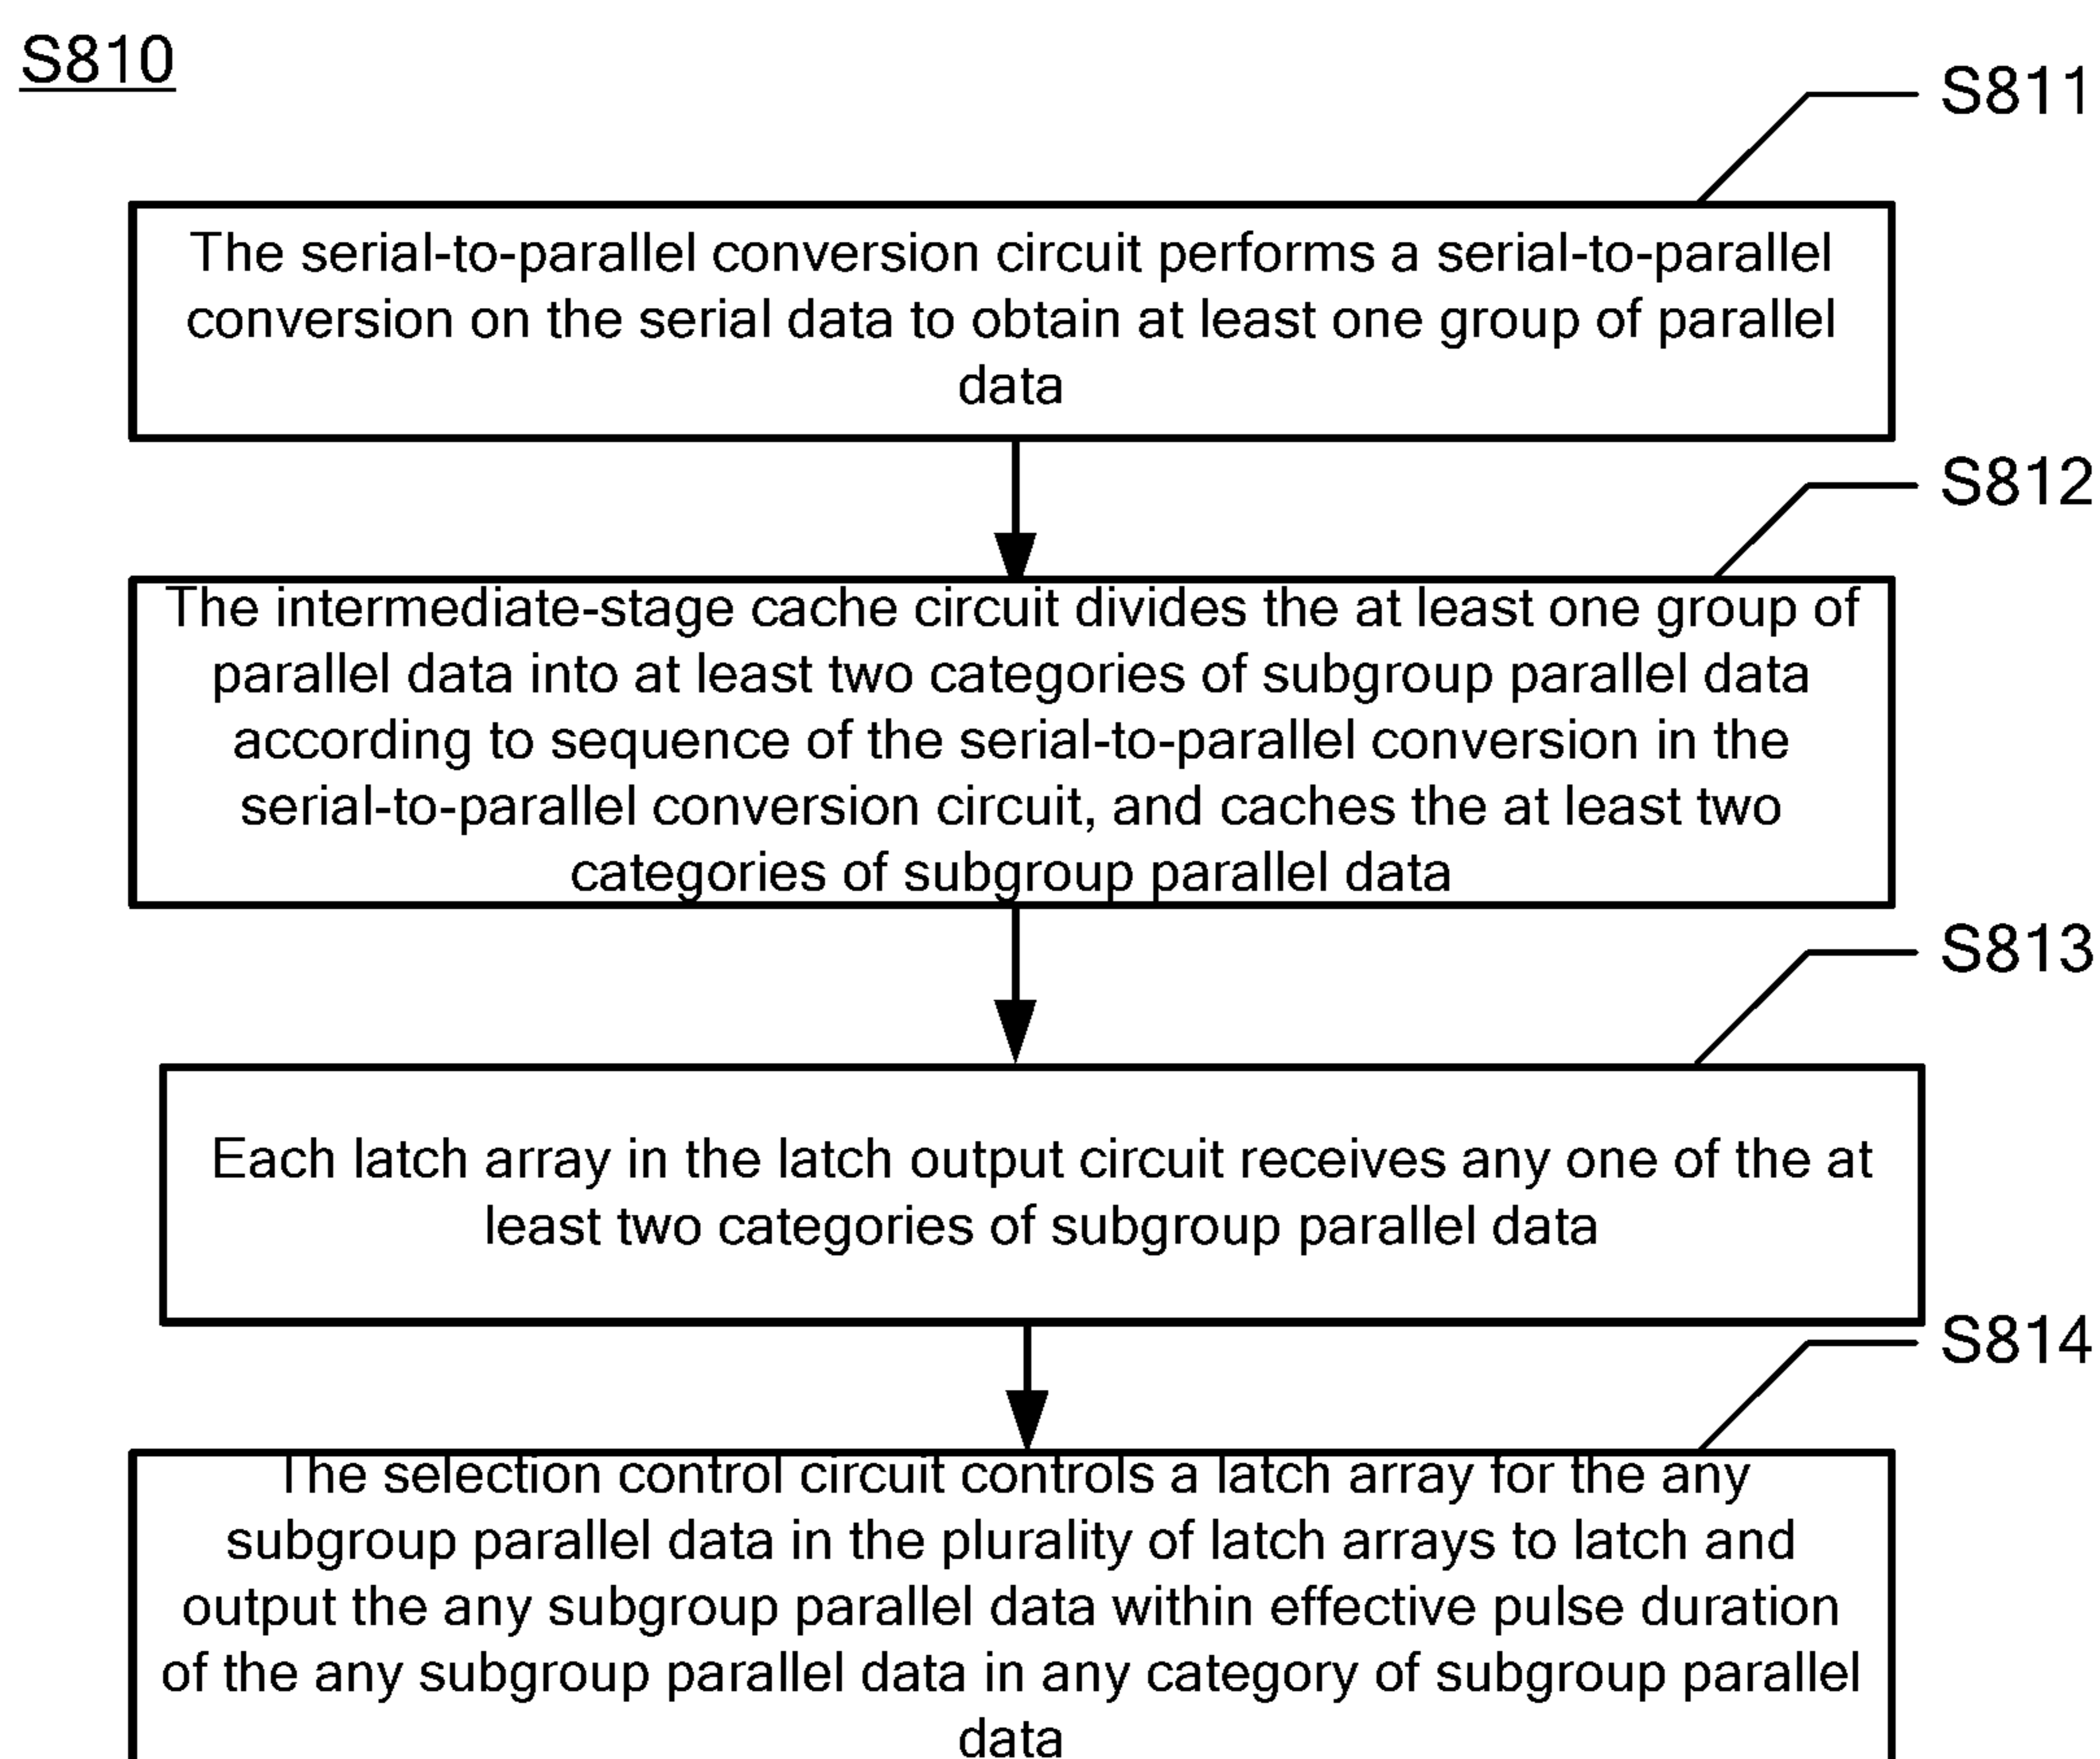 S810
S811
The serial-to-parallel conversion circuit performs a serial-to-parallel
conversion on the serial data to obtain at least one group of parallel
data
S812
The intermediate-stage cache circuit divides the at least one group of
parallel data into at least two categories of subgroup parallel data
according to sequence of the serial-to-parallel conversion in the
serial-to-parallel conversion circuit, and caches the at least two
categories of subgroup parallel data
S813
Each latch array in the latch output circuit receives any one of the at
least two categories of subgroup parallel data
S814
The selection control circuit controls a latch array for the any
subgroup parallel data in the plurality of latch arrays to latch and
output the any subgroup parallel data within effective pulse duration
of the any subgroup parallel data in any category of subgroup parallel
data